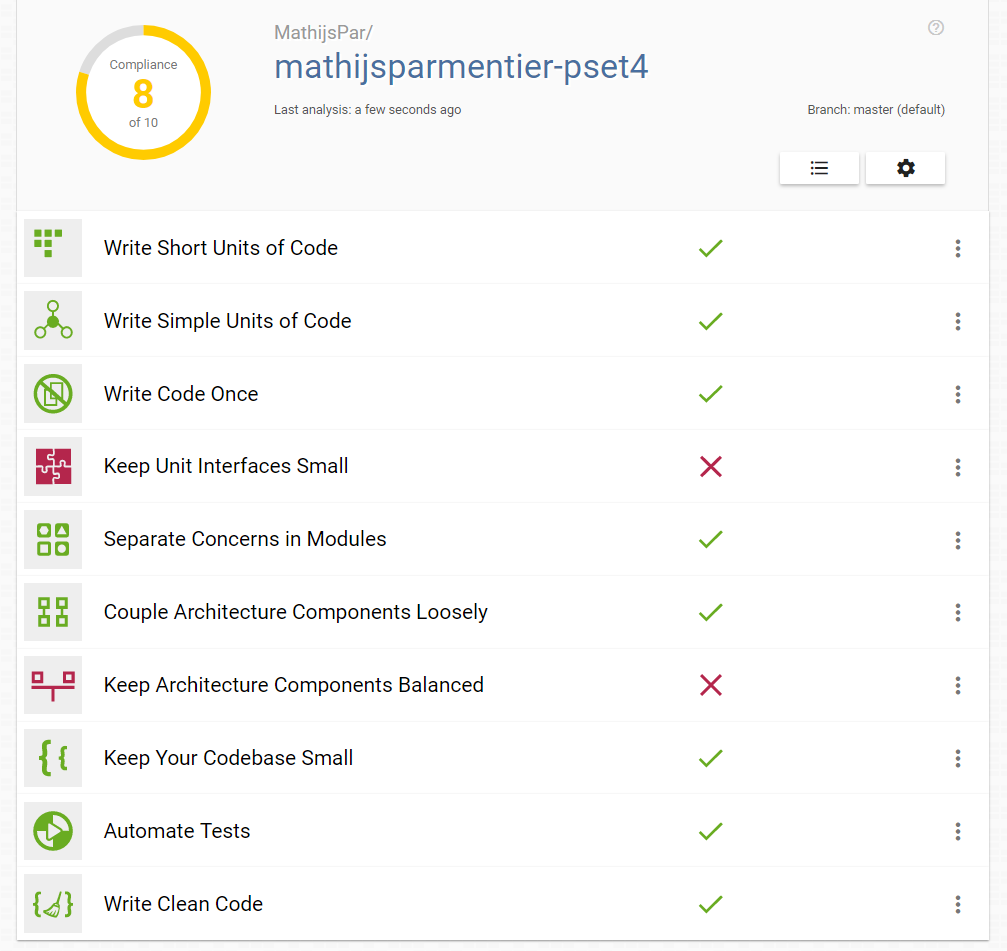 Compliance
8
of 10
MathijsPar/
mathijsparmentier-pset4
Last analysis: a few seconds ago
Branch: master (default)
Write Short Units of Code
Write Simple Units of Code
Write Code Once
Keep Unit Interfaces Small
Separate Concerns in Modules
Couple Architecture Components Loosely
Keep Architecture Components Balanced
Keep Your Codebase Small
Automate Tests
Write Clean Code